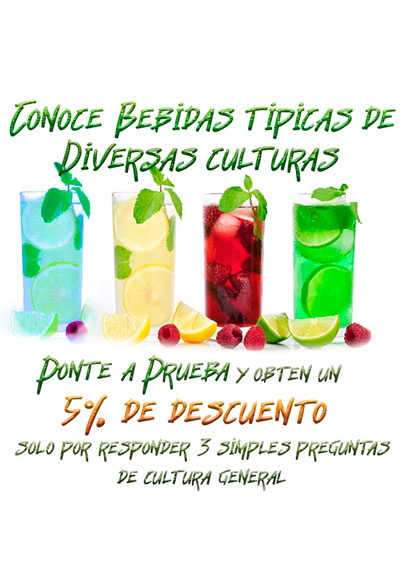 Conoce Bebidas típicas de
Diversas culturas
Ponte a Prueba y obten un
5% de descuento
solo por responder 3 simples preguntas
de cultura general